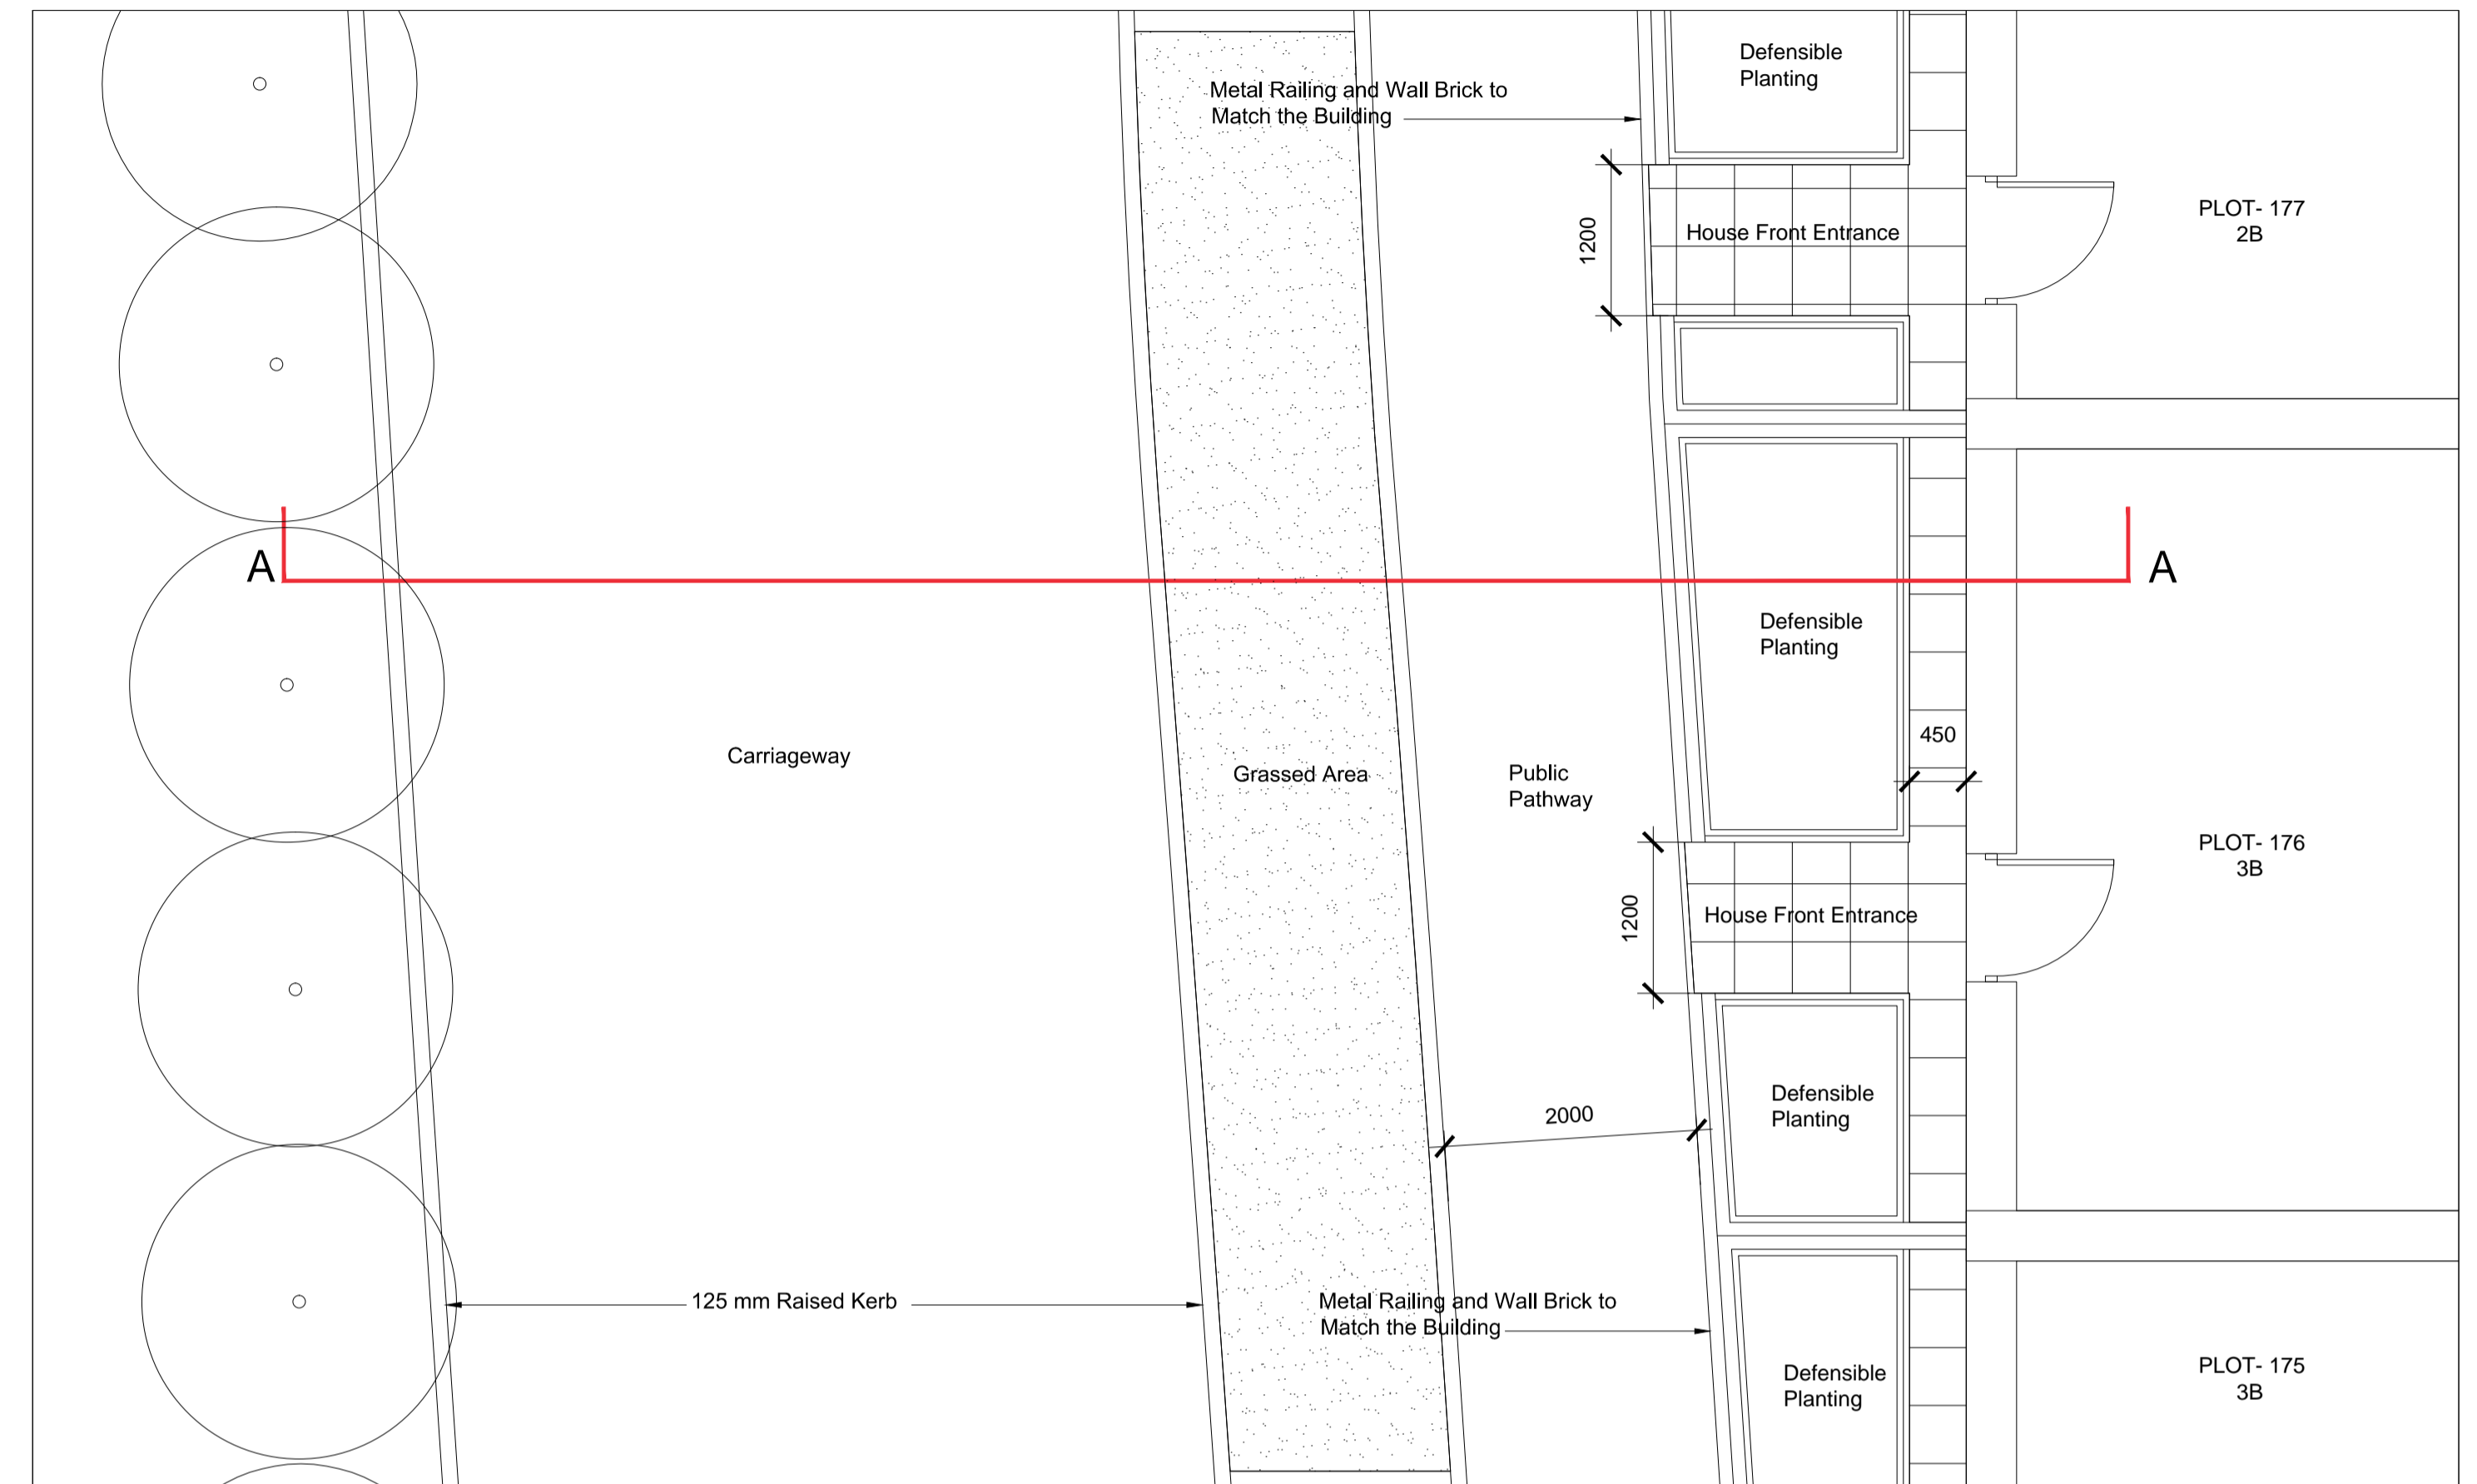 Defensible
Planting
Metal Railing and Wall Brick to
Match the Building
1200
House Front Entrance
PLOT- 177
2B
A
A
Defensible
Planting
450
Carriageway
Grassed Area
Public
Pathway
PLOT- 176
3B
1200
House Front Entrance
2000
Defensible
Planting
125 mm Raised Kerb
Metal Railing and Wall Brick to
Match the Building
Defensible
Planting
PLOT- 175
3B